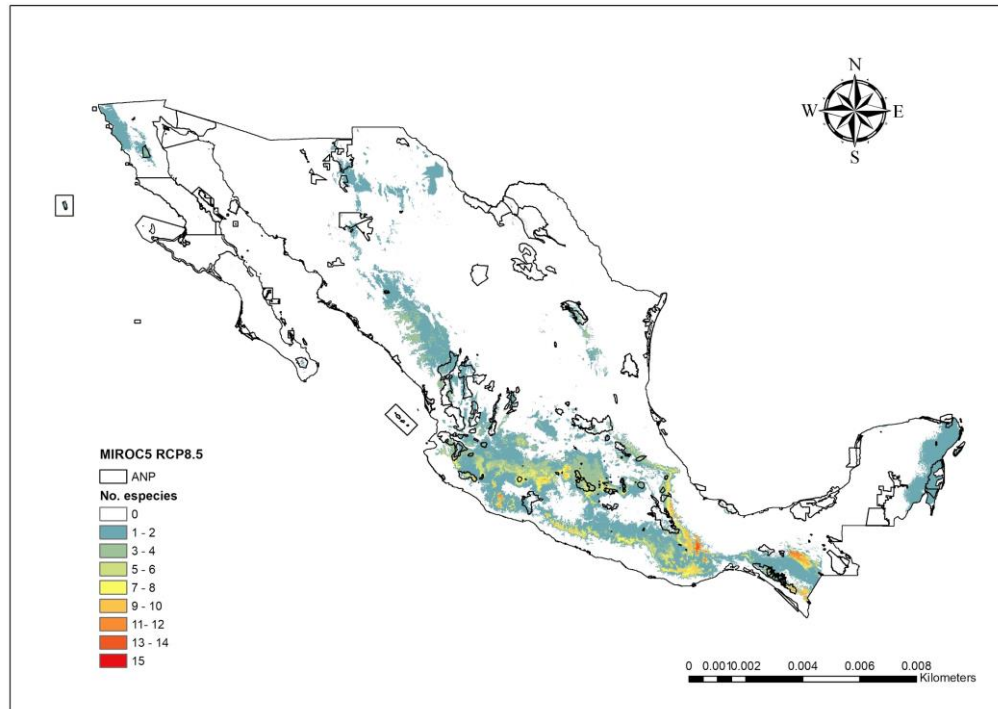 N
W E
S
MIROC5 RCP8.5
ANP
No. especies
0
1 - 2
3 - 4
5 - 6
7 - 8
9 - 10
11- 12
13 - 14
15
0 0.0010.002 0.004 0.006 0.008
Kilometers